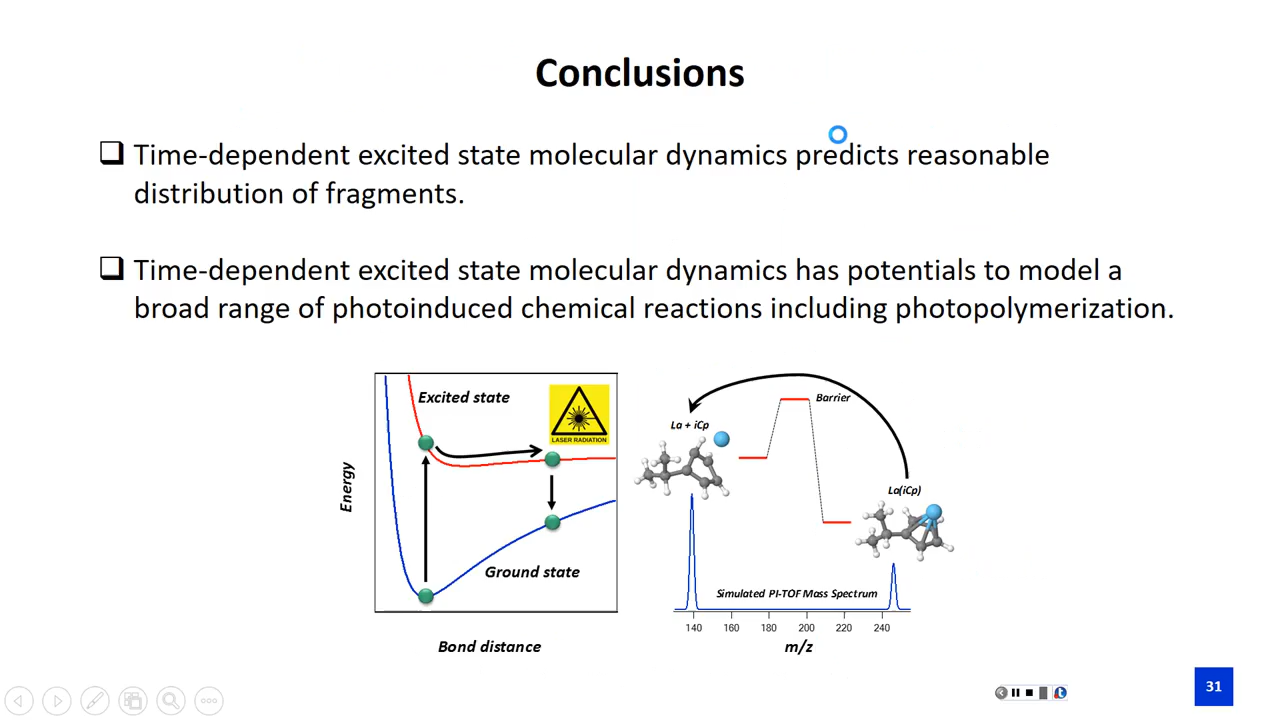 Conclusions
❑ Time-dependent excited state molecular dynamics predicts reasonable
distribution of fragments.
❑ Time-dependent excited state molecular dynamics has potentials to model a
broad range of photoinduced chemical reactions including photopolymerization.
Excited state
LASER RADIATION
Energy
Ground state
Bond distance
Barrier
La + iCp
La(iCp)
Simulated PI-TOF Mass Spectrum
140 160 180 200 220 240
m/z
31